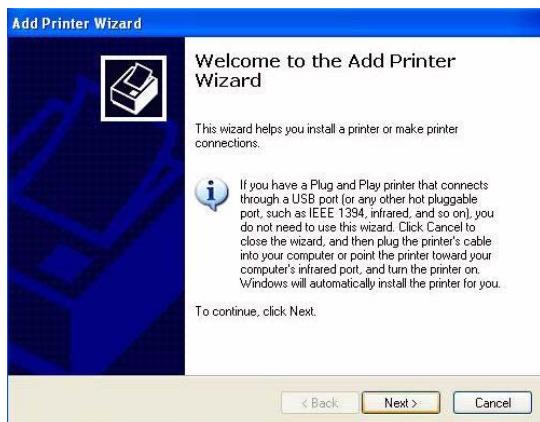 Add Printer Wizard
Welcome to the Add Printer
Wizard
This wizard helps you install a printer or make printer
connections.
If you have a Plug and Play printer that connects
through a USB port (or any other hot pluggable
port, such as IEEE 1394, infrared, and so on), you
do not need to use this wizard. Click Cancel to
close the wizard, and then plug the printer's cable
into your computer or point the printer toward your
computer's infrared port, and turn the printer on.
Windows will automatically install the printer for you.
To continue, click Next.
< Back Next > Cancel